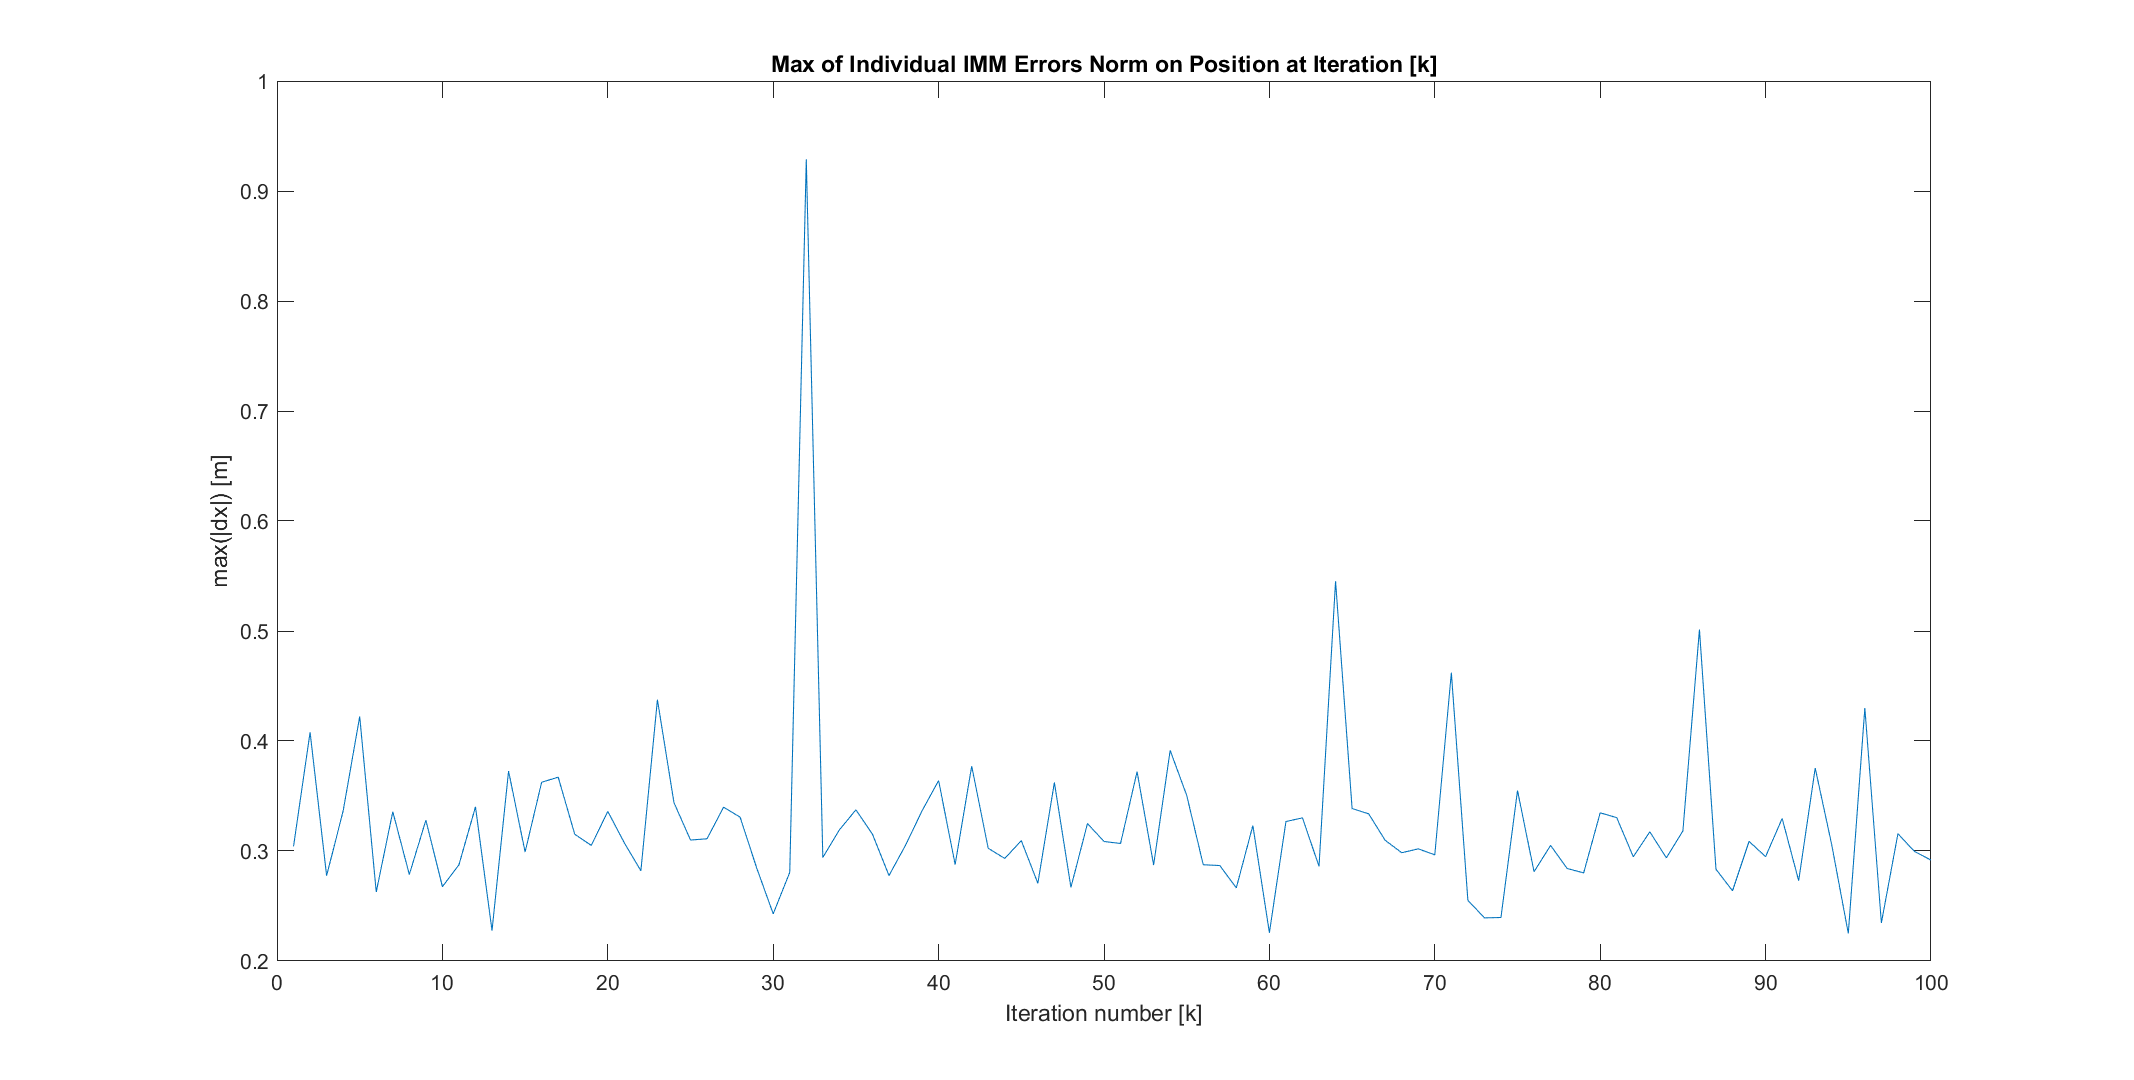 Max of Individual IMM Errors Norm on Position at Iteration [k]
1
0.9
0.8
0.7
0.6
0.5
0.4
0.3
0.2
max(|dx|) [m]
0 10 20 30 40 50 60 70 80 90 100
Iteration number [k]